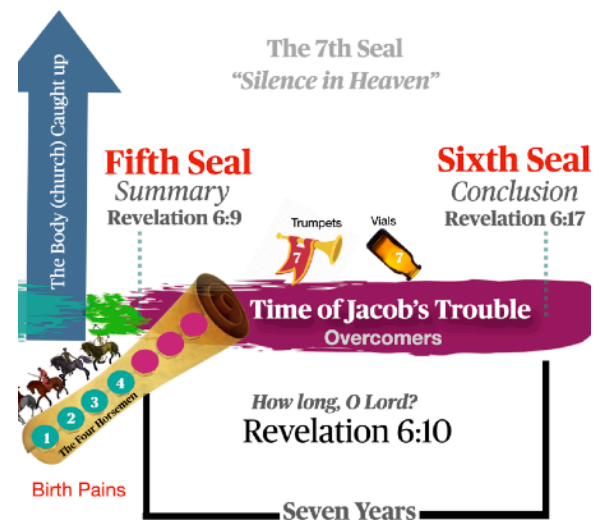 The 7th Seal
“Silence in Heaven”
The Body (church) Caught up
Fifth Seal
Summary
Revelation 6:9
Sixth Seal
Conclusion
Revelation 6:17
Trumpets
7
Vials
7
Time of Jacob’s Trouble
Overcomers
1
2
3
4
The Four Horsemen
How long, O Lord?
Revelation 6:10
Birth Pains
Seven Years